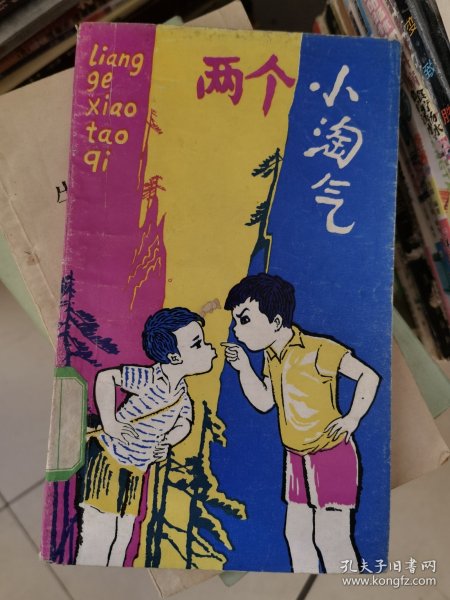 liang
ge
xiao
tao
qi
两个
小淘气
孔夫子旧书网
www.kongfz.com